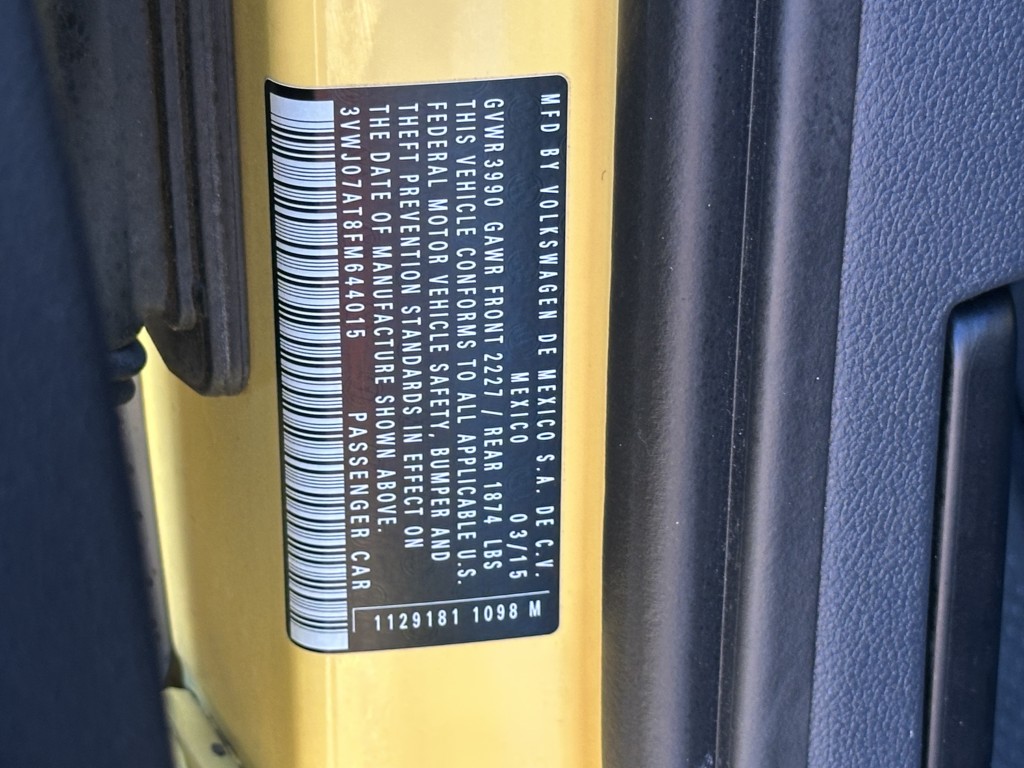 MFD BY VOLKSWAGEN DE MEXICO S.A. DE C.V.
MEXICO 03/15
GVWR 3990 GAWR FRONT 2227 / REAR 1874 LBS
THIS VEHICLE CONFORMS TO ALL APPLICABLE U.S.
FEDERAL MOTOR VEHICLE SAFETY, BUMPER AND
THEFT PREVENTION STANDARDS IN EFFECT ON
THE DATE OF MANUFACTURE SHOWN ABOVE.
3VWJ07AT8FM644015 PASSENGER CAR
1129181 1098 M